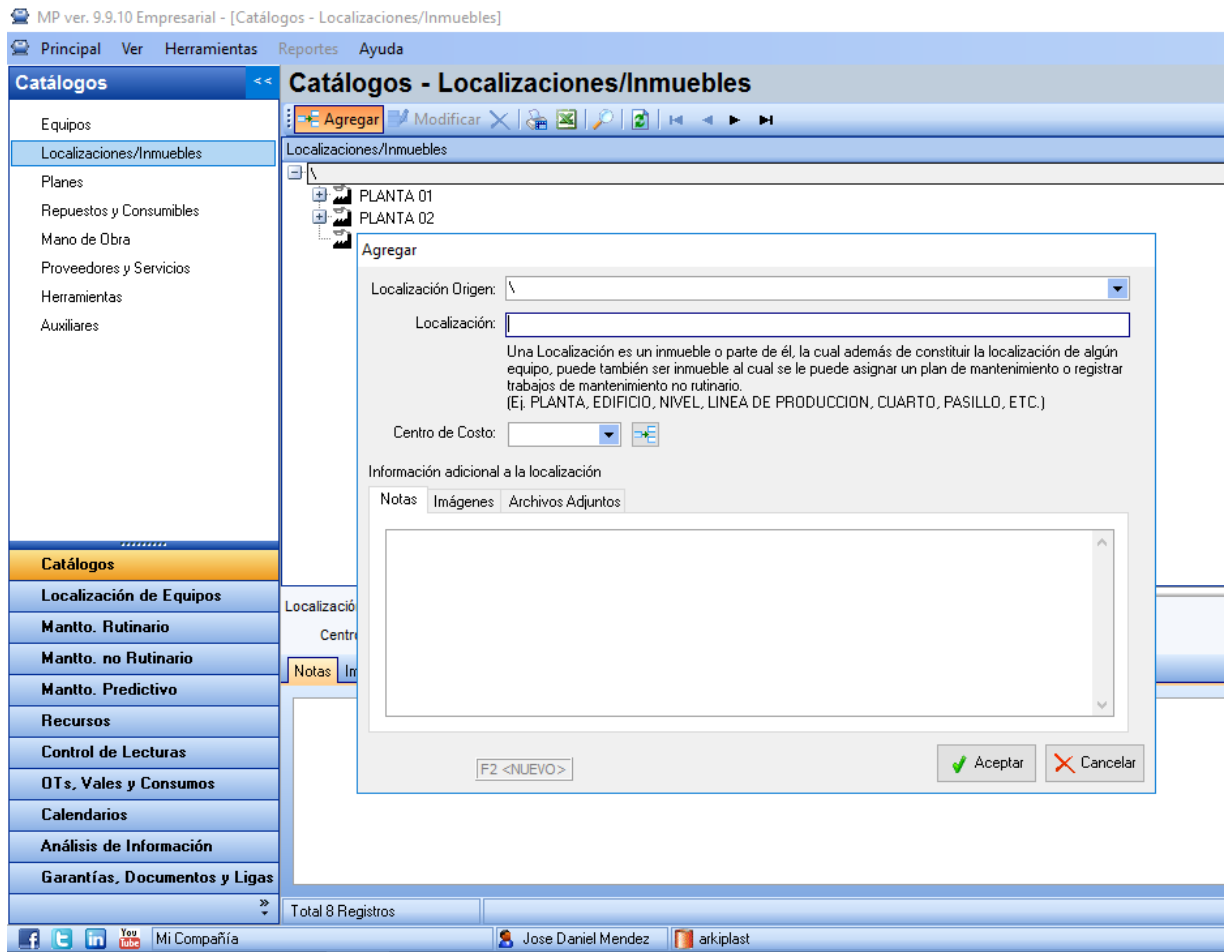 MP ver. 9.9.10 Empresarial - [Catálogos - Localizaciones/Inmuebles]
Principal Ver Herramientas Reportes Ayuda
Catálogos <<
Catálogos - Localizaciones/Inmuebles
Agregar Modificar
Equipos
Localizaciones/Inmuebles
Planes
Repuestos y Consumibles
Mano de Obra
Proveedores y Servicios
Herramientas
Auxiliares
Localizaciones/Inmuebles
\
PLANTA 01
PLANTA 02
Agregar
Localización Origen: \
Localización:
Una Localización es un inmueble o parte de él, la cual además de constituir la localización de algún
equipo, puede también ser inmueble al cual se le puede asignar un plan de mantenimiento o registrar
trabajos de mantenimiento no rutinario.
(Ej. PLANTA, EDIFICIO, NIVEL, LINEA DE PRODUCCION, CUARTO, PASILLO, ETC.)
Centro de Costo:
Información adicional a la localización
Notas Imágenes Archivos Adjuntos
F2 <NUEVO>
Aceptar Cancelar
Catálogos
Localización de Equipos
Mantto. Rutinario
Mantto. no Rutinario
Mantto. Predictivo
Recursos
Control de Lecturas
OTs, Vales y Consumos
Calendarios
Análisis de Información
Garantías, Documentos y Ligas
»
Localizació
Centr
Notas Im
Total 8 Registros
f t in You Tube Mi Compañía Jose Daniel Mendez arkiplast